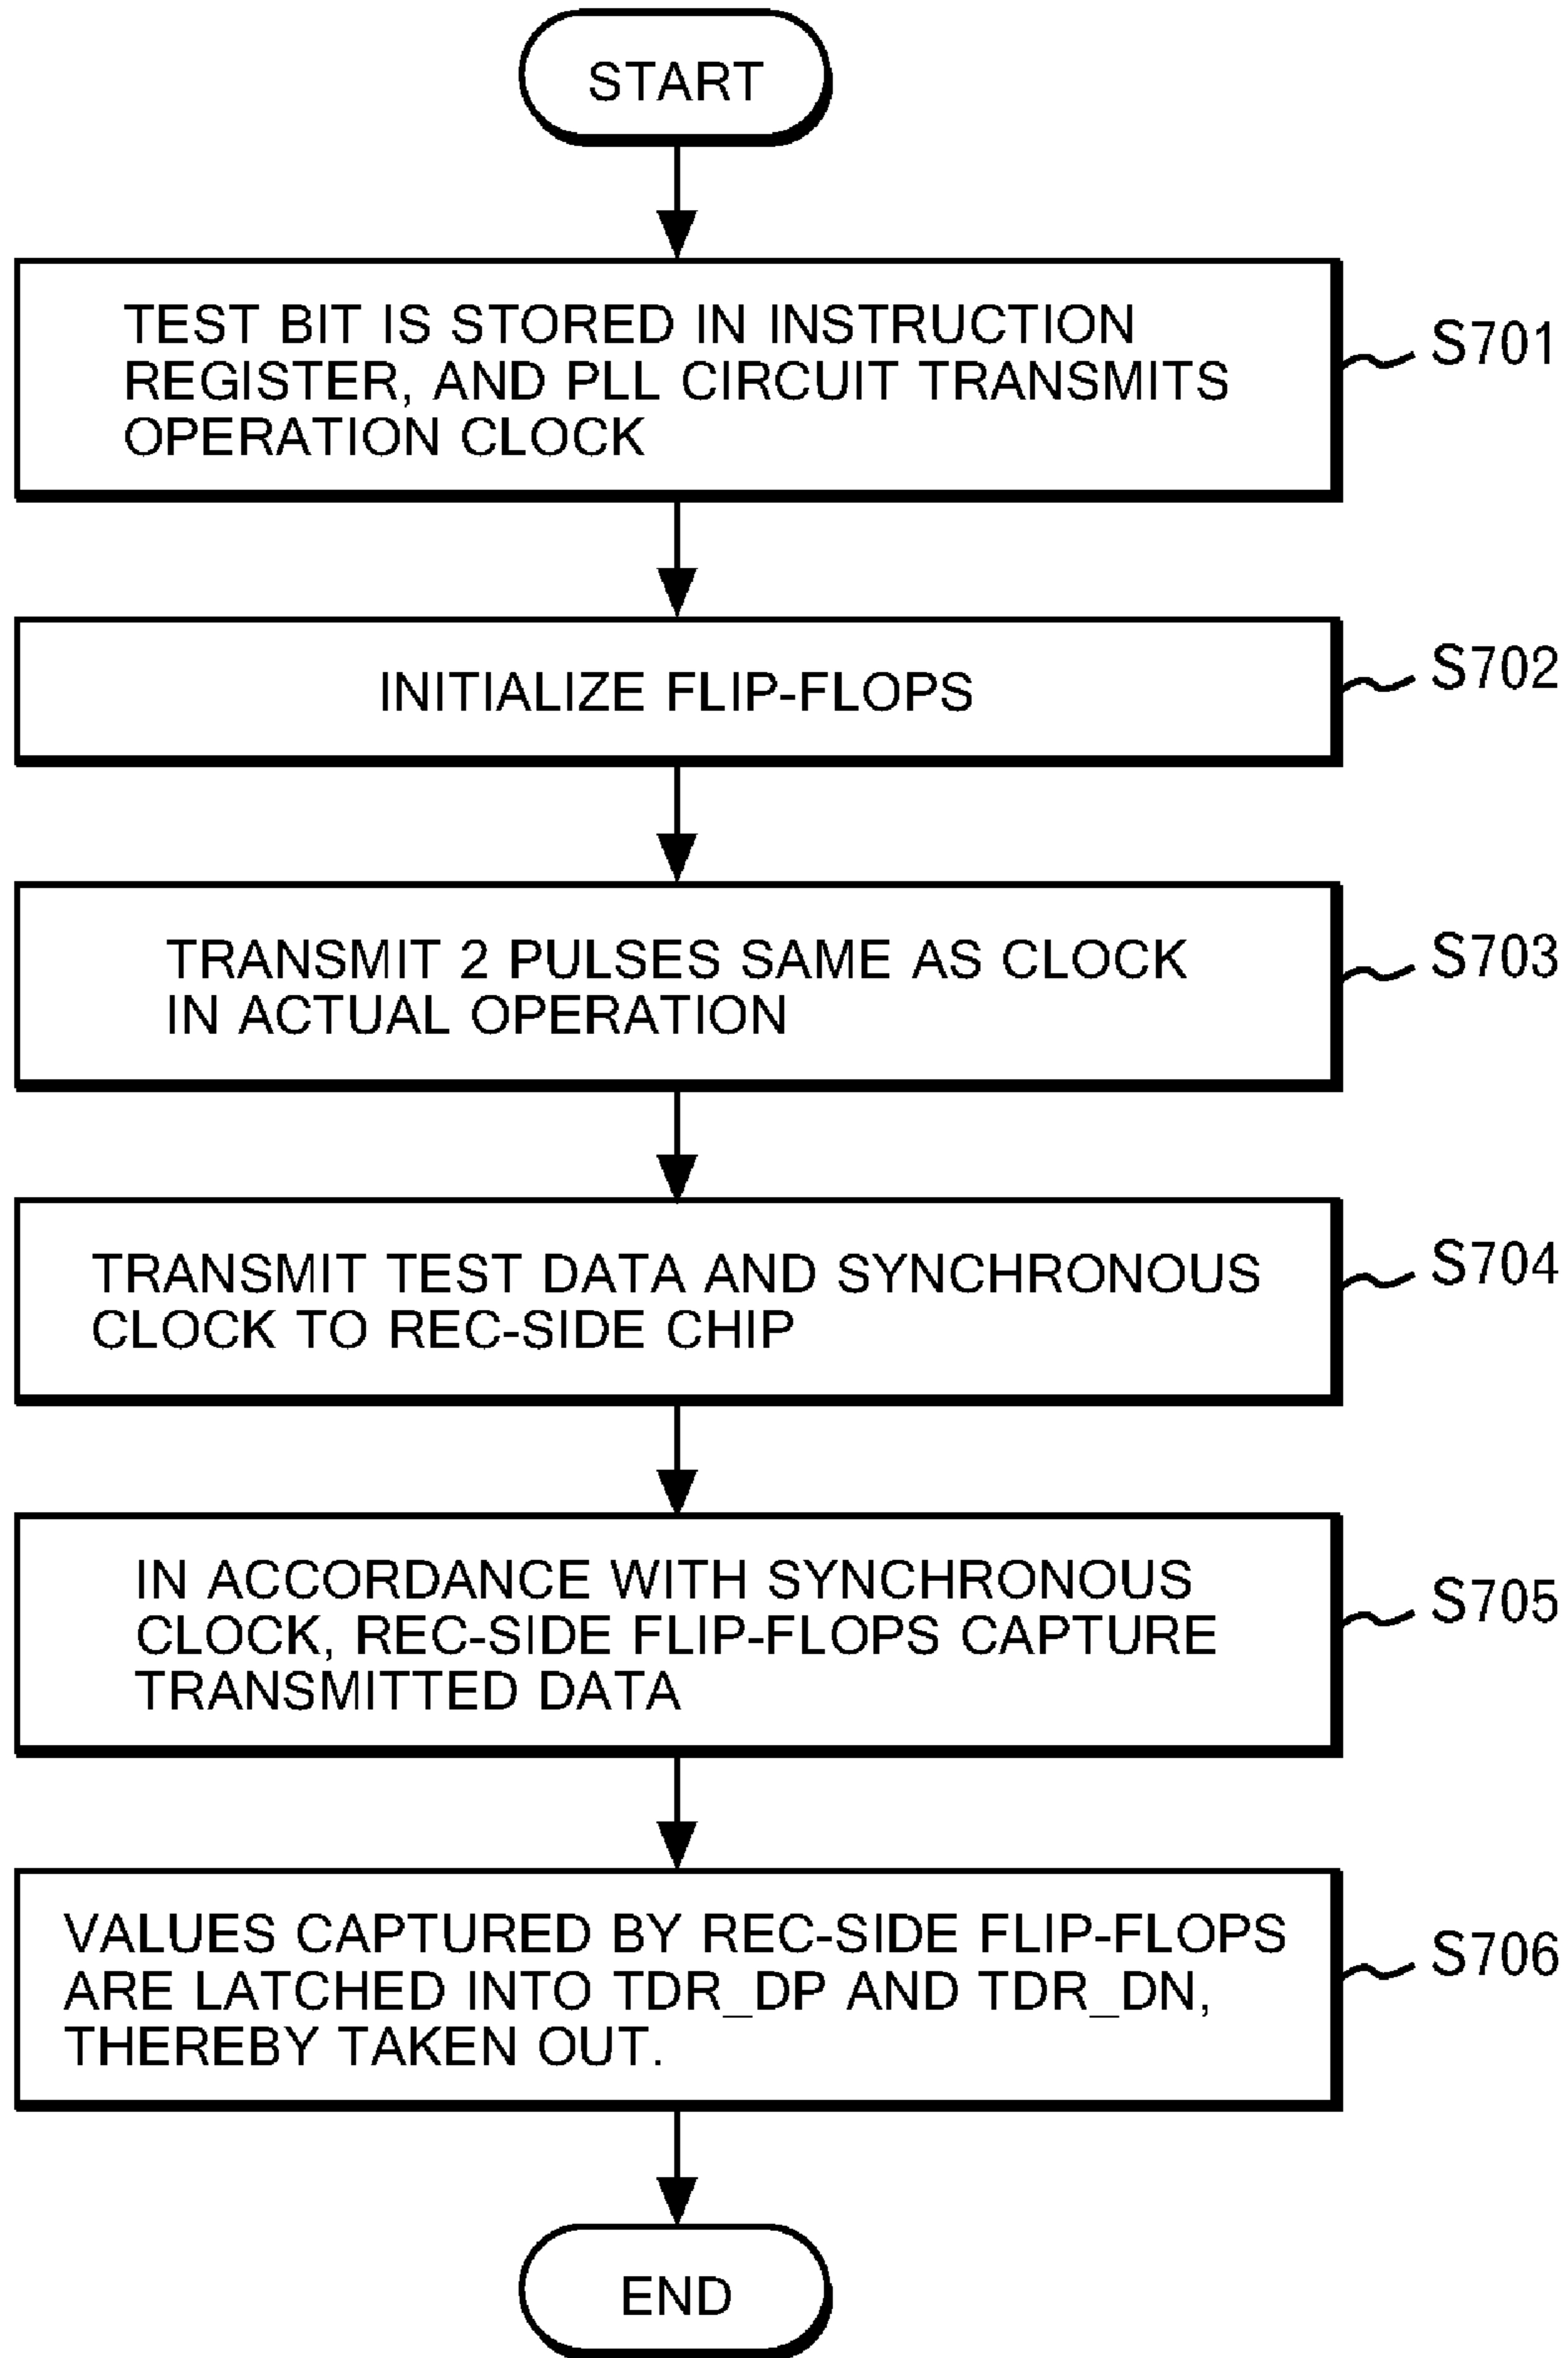 START
TEST BIT IS STORED IN INSTRUCTION
REGISTER, AND PLL CIRCUIT TRANSMITS
OPERATION CLOCK
S701
INITIALIZE FLIP-FLOPS
S702
TRANSMIT 2 PULSES SAME AS CLOCK
IN ACTUAL OPERATION
S703
TRANSMIT TEST DATA AND SYNCHRONOUS
CLOCK TO REC-SIDE CHIP
S704
IN ACCORDANCE WITH SYNCHRONOUS
CLOCK, REC-SIDE FLIP-FLOPS CAPTURE
TRANSMITTED DATA
S705
VALUES CAPTURED BY REC-SIDE FLIP-FLOPS
ARE LATCHED INTO TDR_DP AND TDR_DN,
THEREBY TAKEN OUT.
S706
END